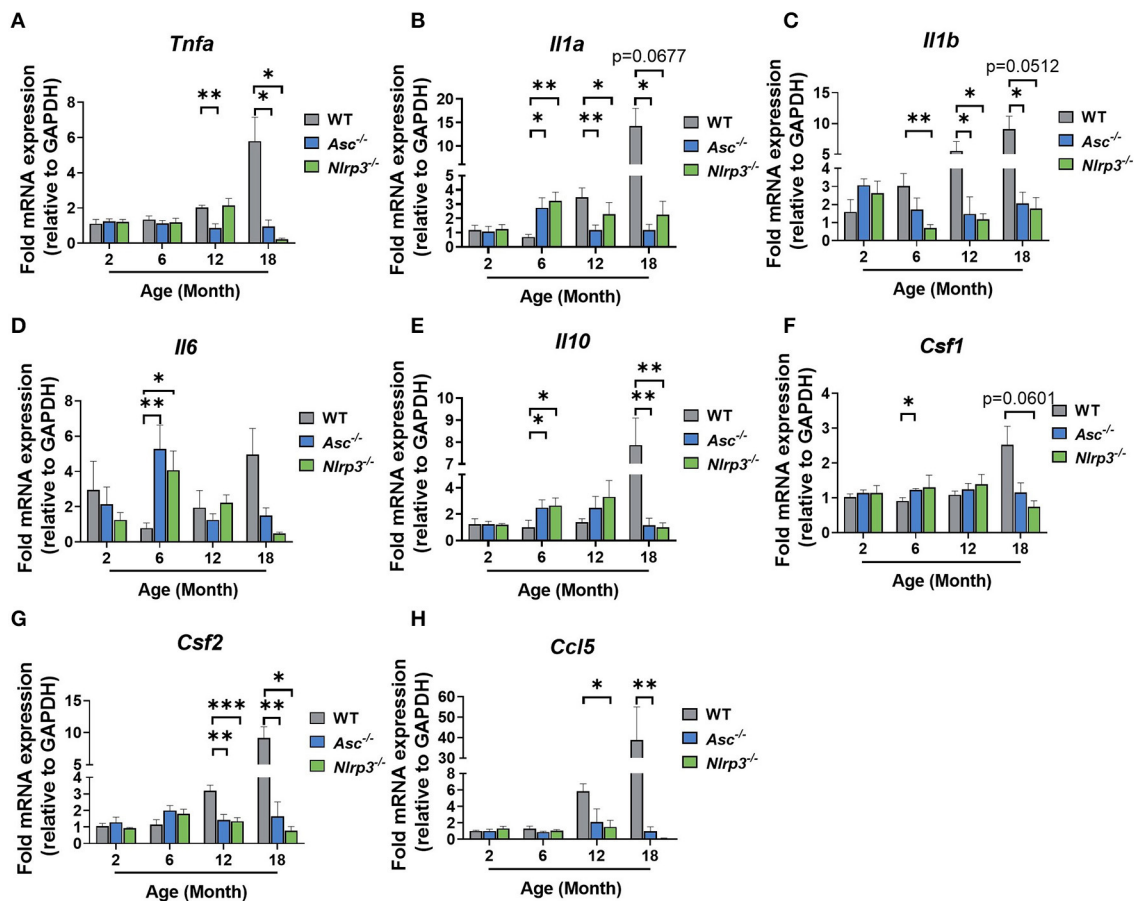 A
Tnfa
Fold mRNA expression
(relative to GAPDH)
8
6
4
2
0
**
*
*
WT
Asc-/-
Nlrp3-/-
2 6 12 18
Age (Month)
B
Il1a
Fold mRNA expression
(relative to GAPDH)
20
15
10
5
5
4
3
2
1
0
p=0.0677
** * *
* **
WT
Asc-/-
Nlrp3-/-
2 6 12 18
Age (Month)
C
Il1b
Fold mRNA expression
(relative to GAPDH)
15
10
5
4
3
2
1
0
p=0.0512
** * *
*
WT
Asc-/-
Nlrp3-/-
2 6 12 18
Age (Month)
D
Il6
Fold mRNA expression
(relative to GAPDH)
8
6
4
2
0
*
**
WT
Asc-/-
Nlrp3-/-
2 6 12 18
Age (Month)
E
Il10
Fold mRNA expression
(relative to GAPDH)
10
9
8
7
6
4
2
0
**
* **
*
WT
Asc-/-
Nlrp3-/-
2 6 12 18
Age (Month)
F
Csf1
Fold mRNA expression
(relative to GAPDH)
4
3
2
1
0
*
p=0.0601
WT
Asc-/-
Nlrp3-/-
2 6 12 18
Age (Month)
G
Csf2
Fold mRNA expression
(relative to GAPDH)
15
10
5
4
3
2
1
0
*
*** **
**
WT
Asc-/-
Nlrp3-/-
2 6 12 18
Age (Month)
H
Ccl5
Fold mRNA expression
(relative to GAPDH)
60
50
40
30
8
6
4
2
0
* **
WT
Asc-/-
Nlrp3-/-
2 6 12 18
Age (Month)